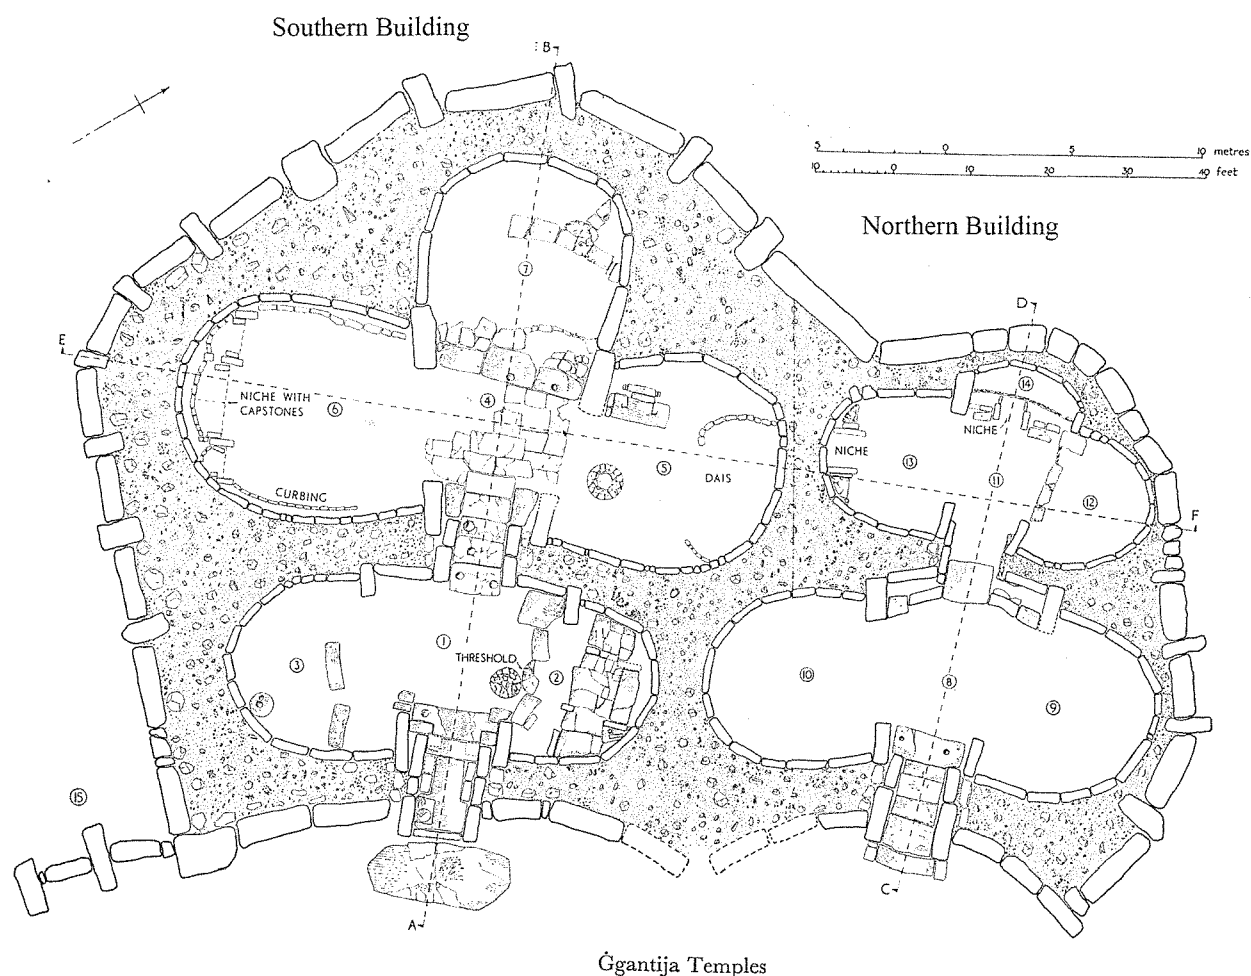 Southern Building
B
5 0 5 10 metres
10 0 10 20 30 40 feet
Northern Building
7
D
E
14
NICHE WITH
CAPSTONES
6
4
NICHE
NICHE
13
5
DAIS
11
CURBING
12
F
1
THRESHOLD
3
2
10
8
9
15
C
A
Ġgantija Temples